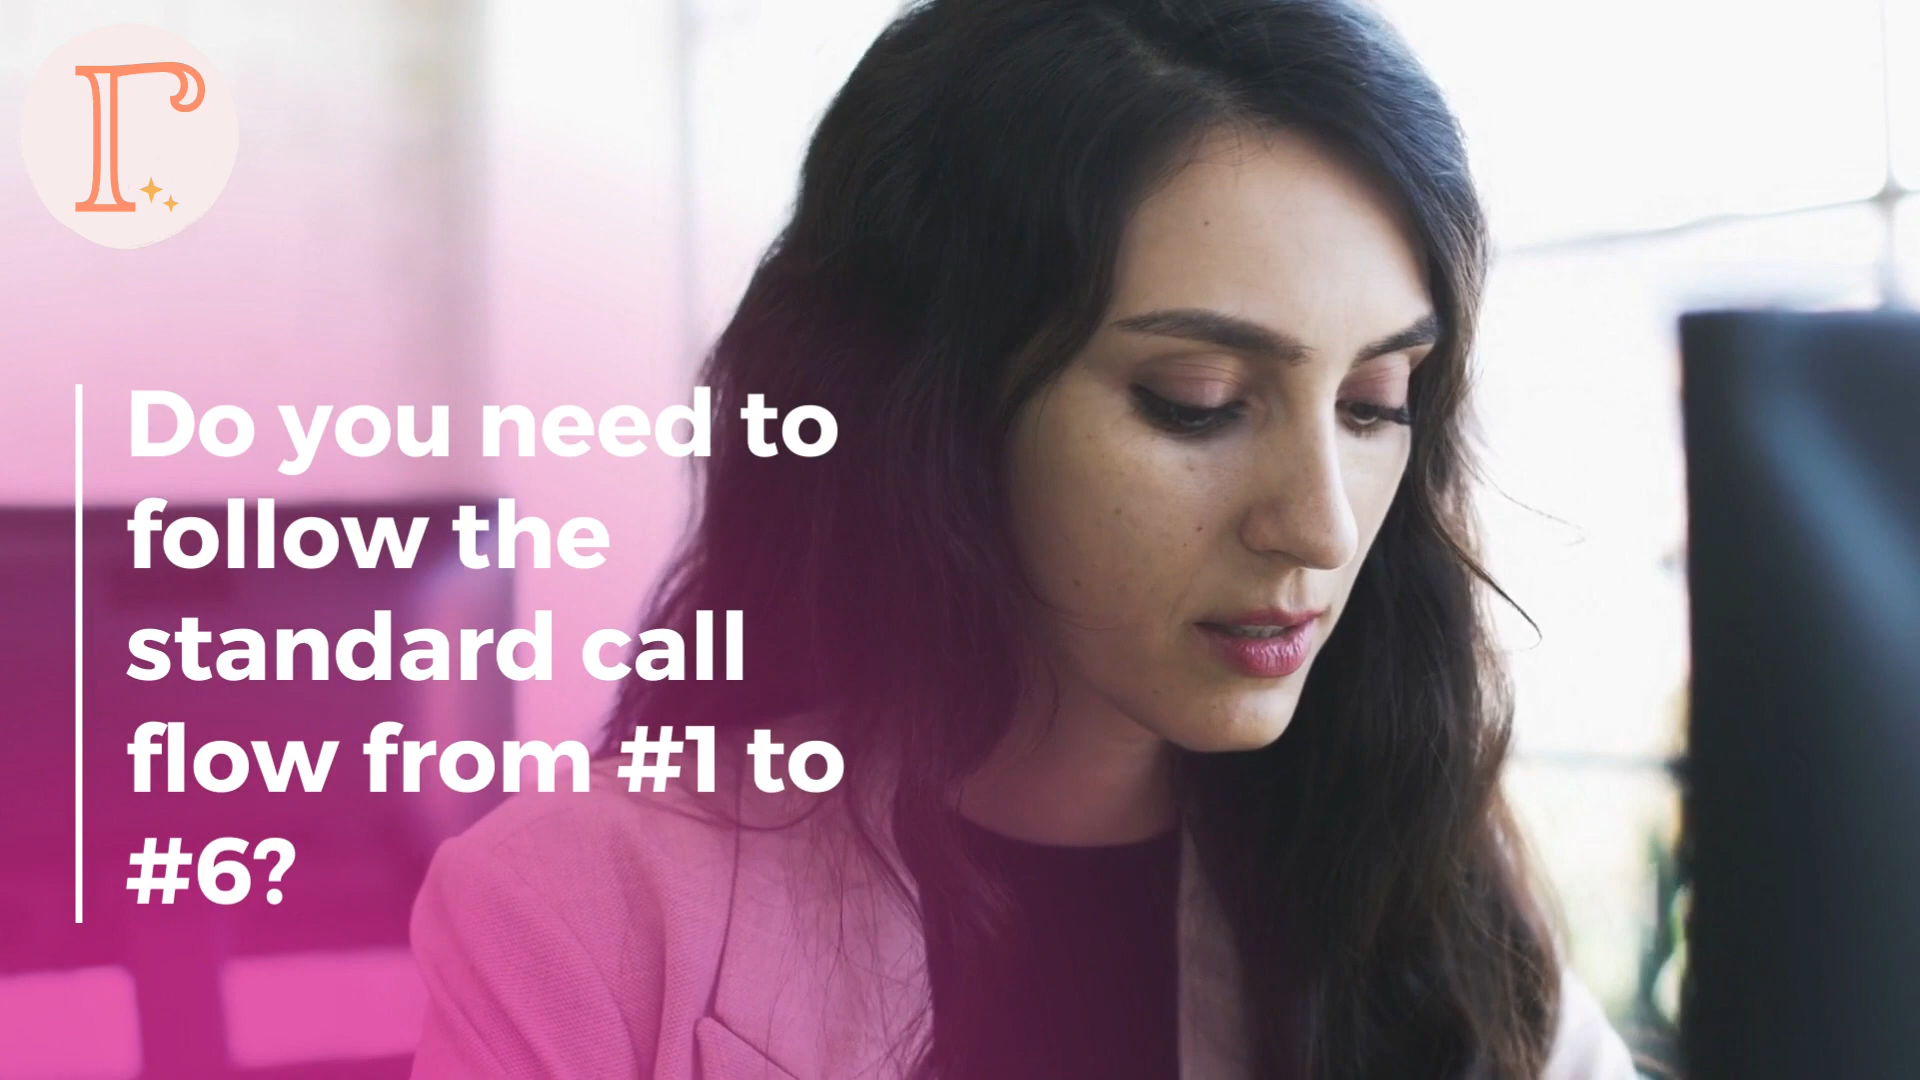 r
Do you need to
follow the
standard call
flow from #1 to
#6?